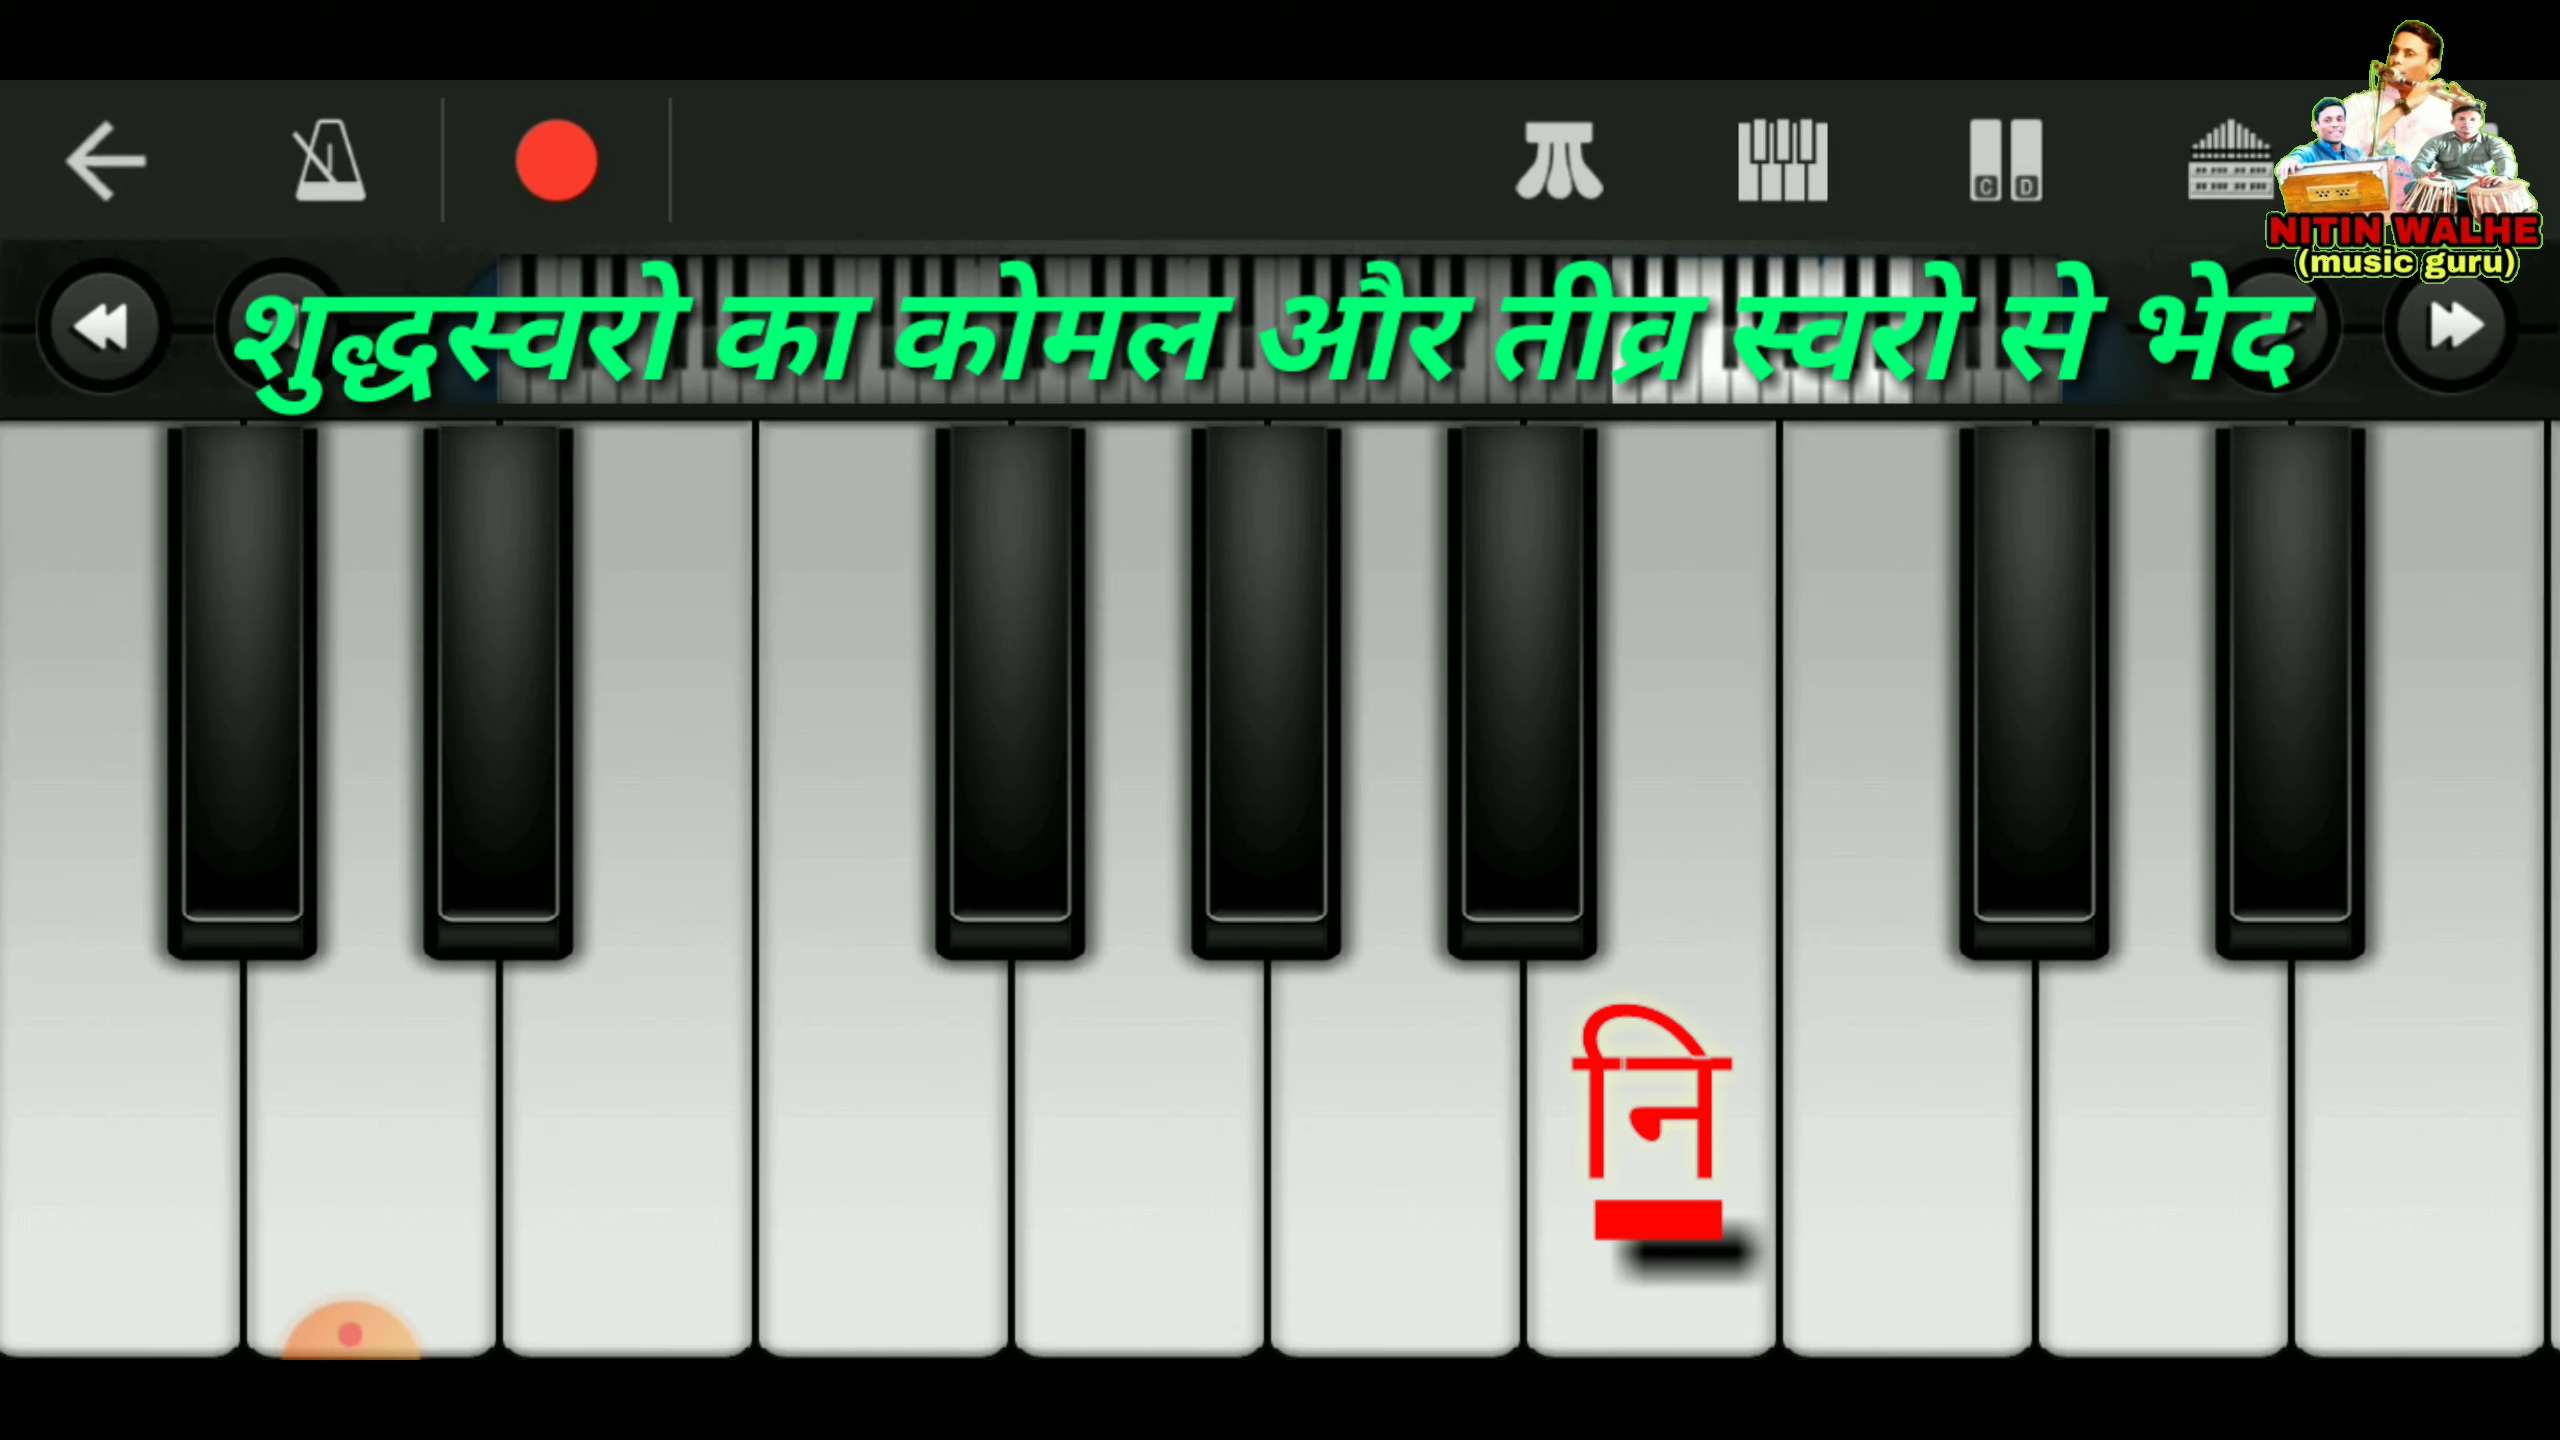 NITIN WALHE
(music guru)
C D
शुद्धस्वरो का कोमल और तीव्र स्वरो से भेद
नि